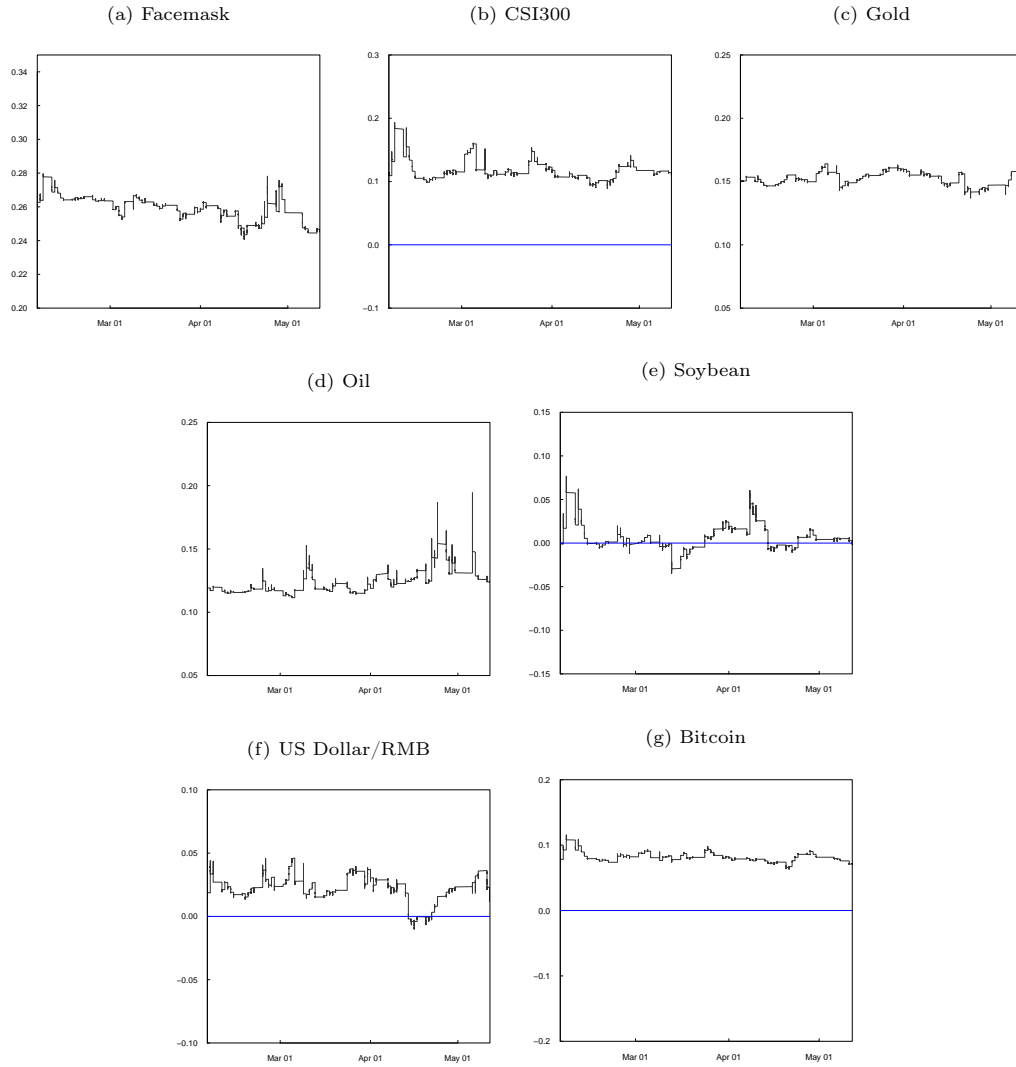 (a) Facemask
(b) CSI300
(c) Gold
0.34
0.32
0.30
0.28
0.26
0.24
0.22
0.20
Mar 01 Apr 01 May 01
0.3
0.2
0.1
0.0
−0.1
Mar 01 Apr 01 May 01
0.25
0.20
0.15
0.10
0.05
Mar 01 Apr 01 May 01
(d) Oil
(e) Soybean
0.25
0.20
0.15
0.10
0.05
Mar 01 Apr 01 May 01
0.15
0.10
0.05
0.00
−0.05
−0.10
−0.15
Mar 01 Apr 01 May 01
(f) US Dollar/RMB
(g) Bitcoin
0.10
0.05
0.00
−0.05
−0.10
Mar 01 Apr 01 May 01
0.2
0.1
0.0
−0.1
−0.2
Mar 01 Apr 01 May 01